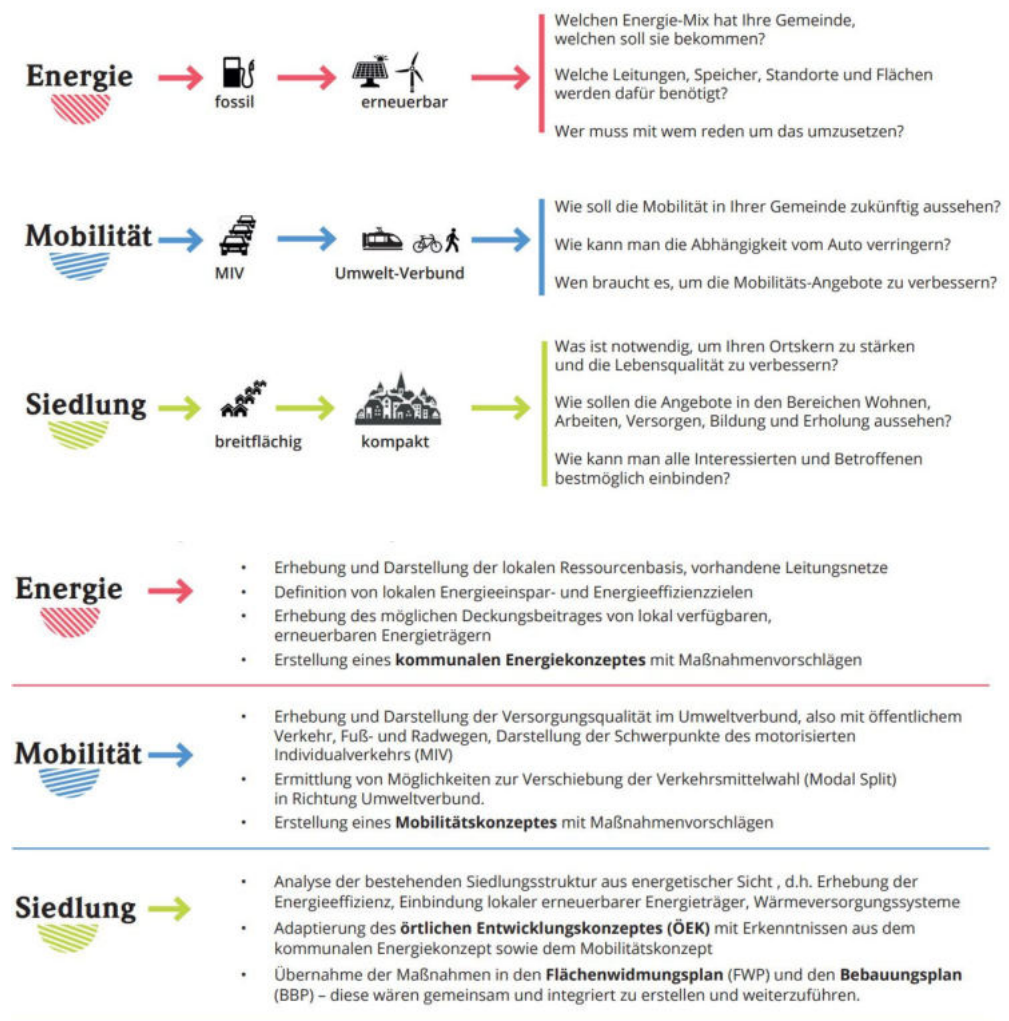 Energie
fossil
erneuerbar
Welchen Energie-Mix hat Ihre Gemeinde,
welchen soll sie bekommen?
Welche Leitungen, Speicher, Standorte und Flächen
werden dafür benötigt?
Wer muss mit wem reden um das umzusetzen?
Mobilität
MIV
Umwelt-Verbund
Wie soll die Mobilität in Ihrer Gemeinde zukünftig aussehen?
Wie kann man die Abhängigkeit vom Auto verringern?
Wen braucht es, um die Mobilitäts-Angebote zu verbessern?
Siedlung
breitflächig
kompakt
Was ist notwendig, um Ihren Ortskern zu stärken
und die Lebensqualität zu verbessern?
Wie sollen die Angebote in den Bereichen Wohnen,
Arbeiten, Versorgen, Bildung und Erholung aussehen?
Wie kann man alle Interessierten und Betroffenen
bestmöglich einbinden?
Energie
• Erhebung und Darstellung der lokalen Ressourcenbasis, vorhandene Leitungsnetze
• Definition von lokalen Energieeinspar- und Energieeffizienzzielen
• Erhebung des möglichen Deckungsbeitrages von lokal verfügbaren,
erneuerbaren Energieträgern
• Erstellung eines kommunalen Energiekonzeptes mit Maßnahmenvorschlägen
Mobilität
• Erhebung und Darstellung der Versorgungsqualität im Umweltverbund, also mit öffentlichem
Verkehr, Fuß- und Radwegen, Darstellung der Schwerpunkte des motorisierten
Individualverkehrs (MIV)
• Ermittlung von Möglichkeiten zur Verschiebung der Verkehrsmittelwahl (Modal Split)
in Richtung Umweltverbund.
• Erstellung eines Mobilitätskonzeptes mit Maßnahmenvorschlägen
Siedlung
• Analyse der bestehenden Siedlungsstruktur aus energetischer Sicht , d.h. Erhebung der
Energieeffizienz, Einbindung lokaler erneuerbarer Energieträger, Wärmeversorgungssysteme
• Adaptierung des örtlichen Entwicklungskonzeptes (ÖEK) mit Erkenntnissen aus dem
kommunalen Energiekonzept sowie dem Mobilitätskonzept
• Übernahme der Maßnahmen in den Flächenwidmungsplan (FWP) und den Bebauungsplan
(BBP) – diese wären gemeinsam und integriert zu erstellen und weiterzuführen.